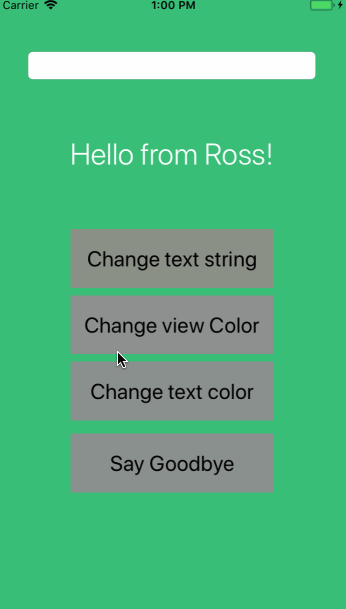 Carrier 1:00 PM
Hello from Ross!
Change text string
Change view Color
Change text color
Say Goodbye